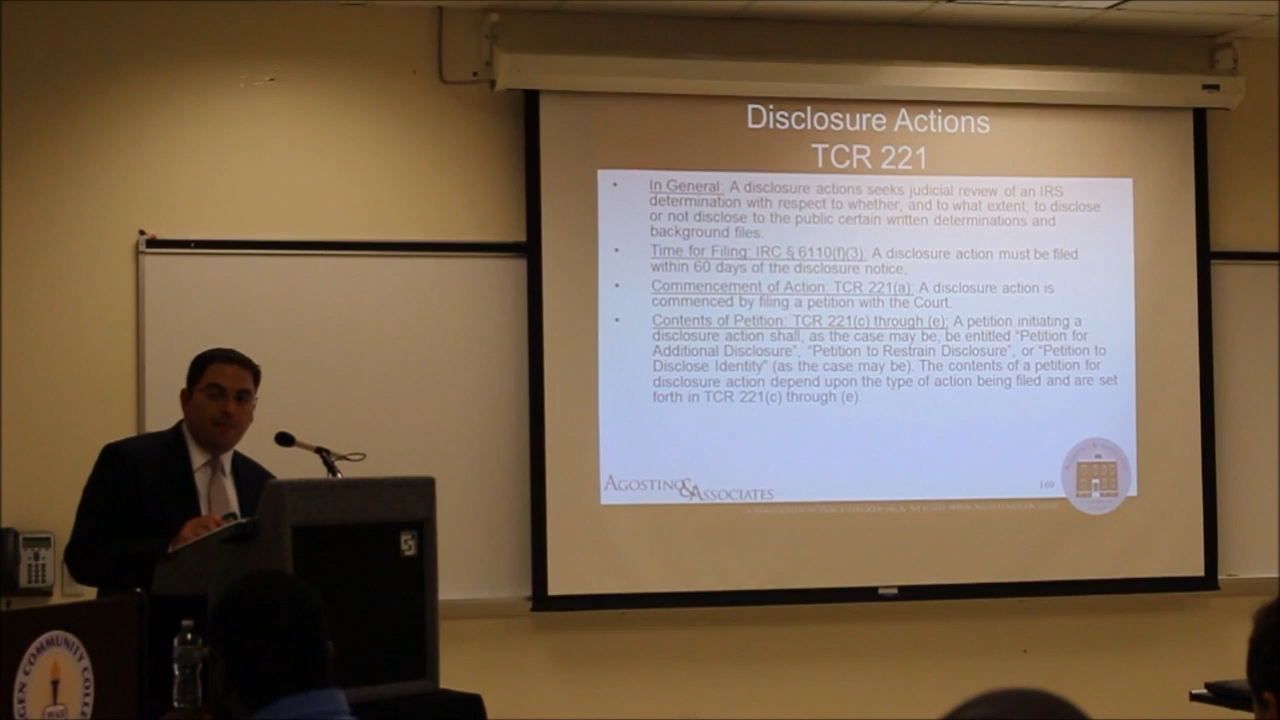 Disclosure Actions
TCR 221
• In General: A disclosure actions seeks judicial review of an IRS
determination with respect to whether, and to what extent, to disclose
or not disclose to the public certain written determinations and
background files.
• Time for Filing: IRC § 6110(f)(3): A disclosure action must be filed
within 60 days of the disclosure notice.
• Commencement of Action: TCR 221(a): A disclosure action is
commenced by filing a petition with the Court.
• Contents of Petition: TCR 221(c) through (e): A petition initiating a
disclosure action shall, as the case may be, be entitled “Petition for
Additional Disclosure”, “Petition to Restrain Disclosure”, or “Petition to
Disclose Identity” (as the case may be). The contents of a petition for
disclosure action depend upon the type of action being filed and are set
forth in TCR 221(c) through (e).
AGOSTINO & ASSOCIATES
169
GEN COMMUNITY COLL